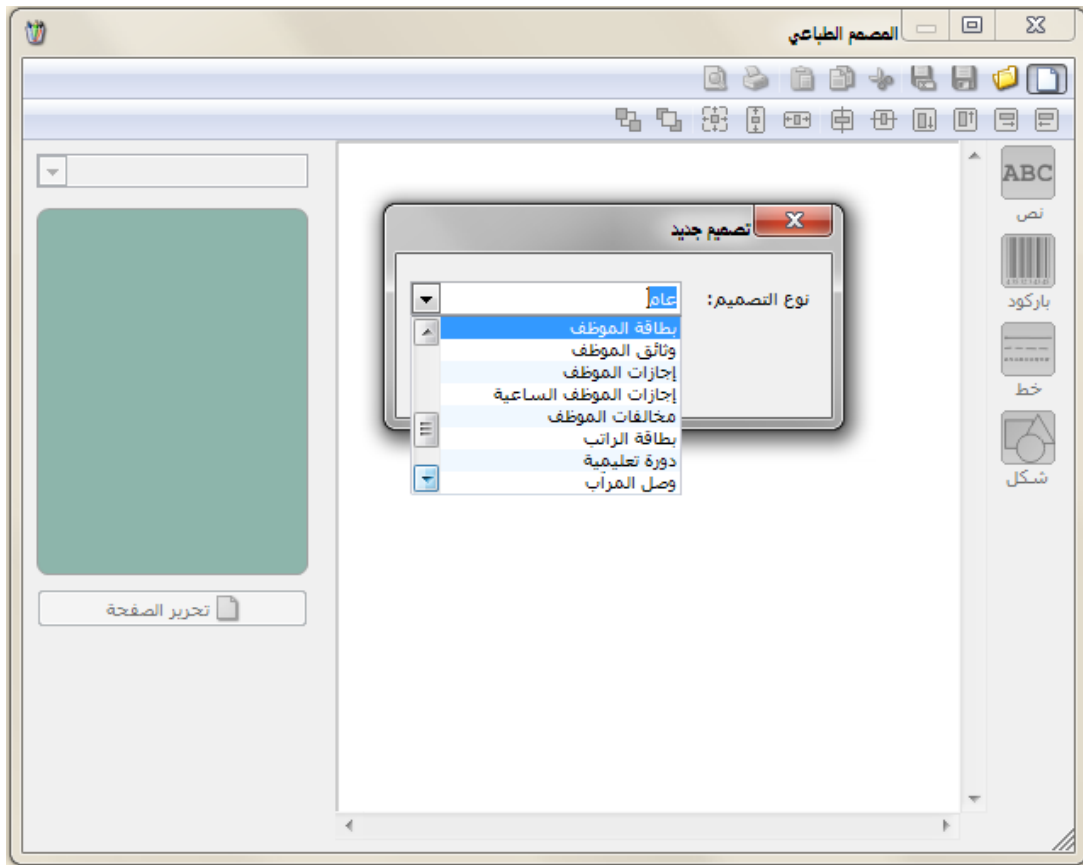 المصمم الطباعي
ABC
نص
باركود
خط
شكل
تصميم جديد
نوع التصميم:
عام
بطاقة الموظف
وثائق الموظف
إجازات الموظف
إجازات الموظف الساعية
مخالفات الموظف
بطاقة الراتب
دورة تعليمية
وصل المرآب
تحرير الصفحة